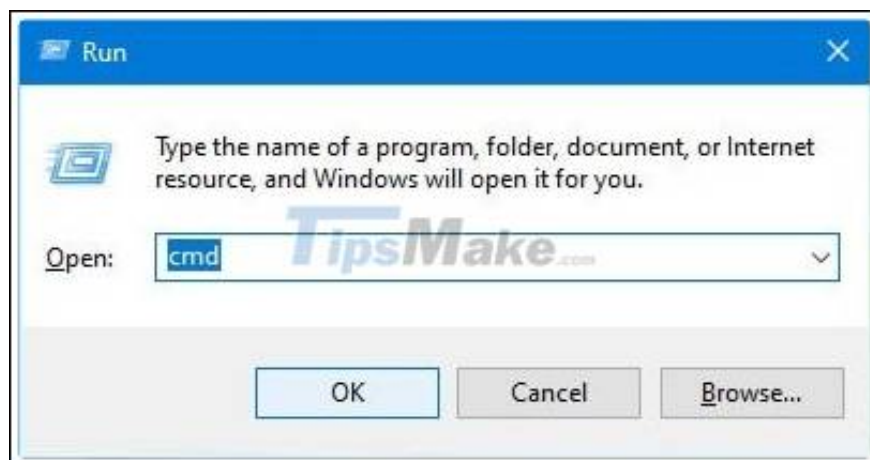 Run
Type the name of a program, folder, document, or Internet
resource, and Windows will open it for you.
Open: cmd
TipsMake.com
OK Cancel Browse...